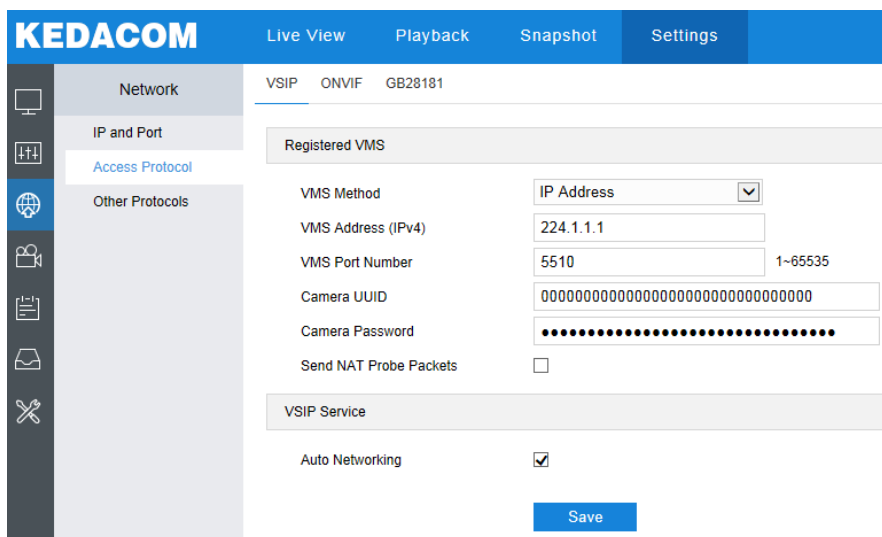 KEDACOM
Live View Playback Snapshot Settings
Network
IP and Port
Access Protocol
Other Protocols
VSIP ONVIF GB28181
Registered VMS
VMS Method IP Address
VMS Address (IPv4) 224.1.1.1
VMS Port Number 5510 1~65535
Camera UUID 00000000000000000000000000000000
Camera Password ••••••••••••••••••••••••••••••••
Send NAT Probe Packets
VSIP Service
Auto Networking
Save